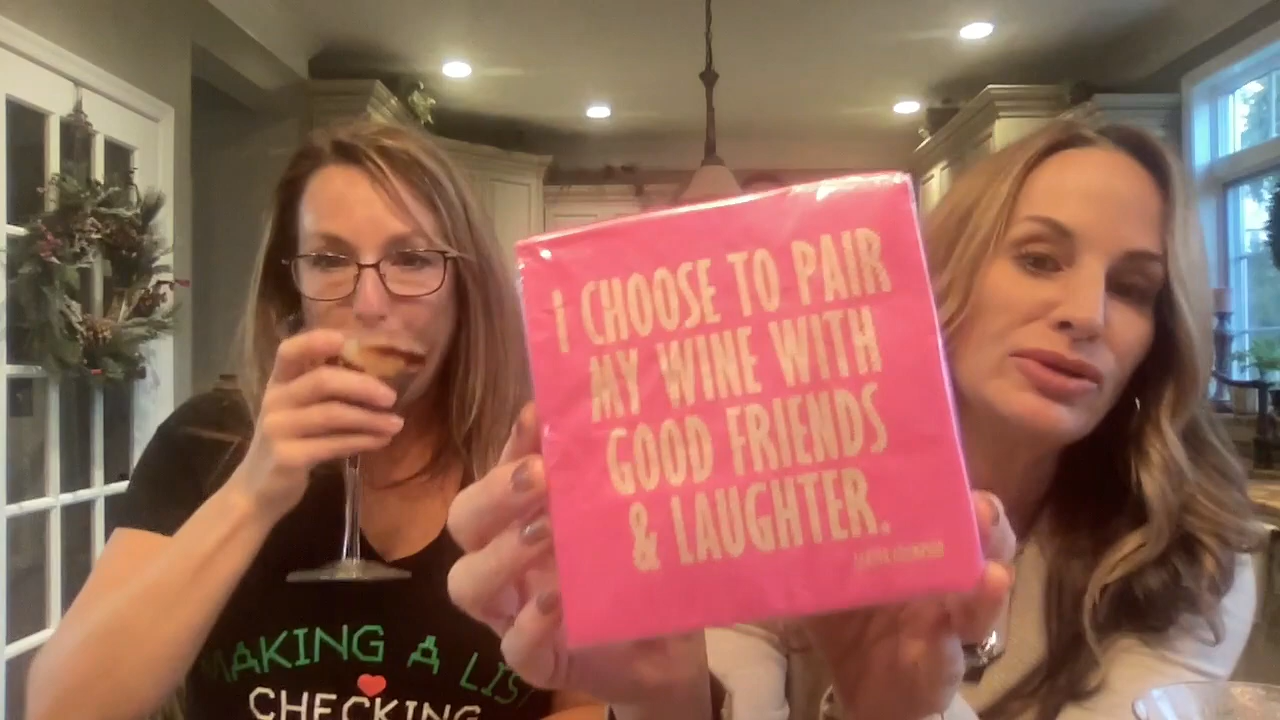 I CHOOSE TO PAIR
MY WINE WITH
GOOD FRIENDS
& LAUGHTER.
MAKING A LIST
CHECKING